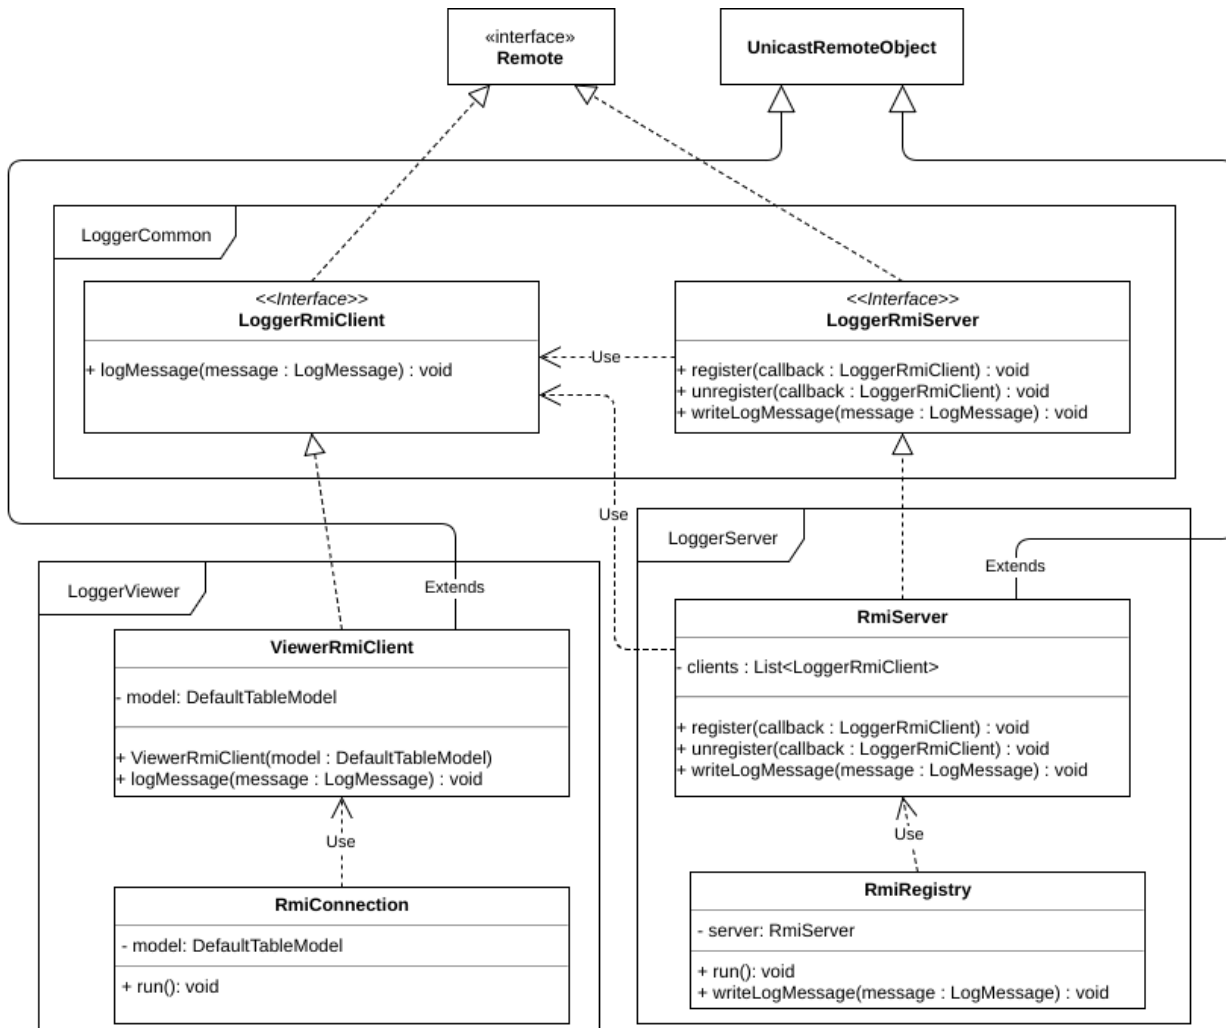 «interface»
Remote
UnicastRemoteObject
LoggerCommon
<<Interface>>
LoggerRmiClient
+ logMessage(message : LogMessage) : void
Use
<<Interface>>
LoggerRmiServer
+ register(callback : LoggerRmiClient) : void
+ unregister(callback : LoggerRmiClient) : void
+ writeLogMessage(message : LogMessage) : void
Use
LoggerViewer
Extends
ViewerRmiClient
- model: DefaultTableModel
+ ViewerRmiClient(model : DefaultTableModel)
+ logMessage(message : LogMessage) : void
Use
RmiConnection
- model: DefaultTableModel
+ run(): void
LoggerServer
Extends
RmiServer
- clients : List<LoggerRmiClient>
+ register(callback : LoggerRmiClient) : void
+ unregister(callback : LoggerRmiClient) : void
+ writeLogMessage(message : LogMessage) : void
Use
RmiRegistry
- server: RmiServer
+ run(): void
+ writeLogMessage(message : LogMessage) : void